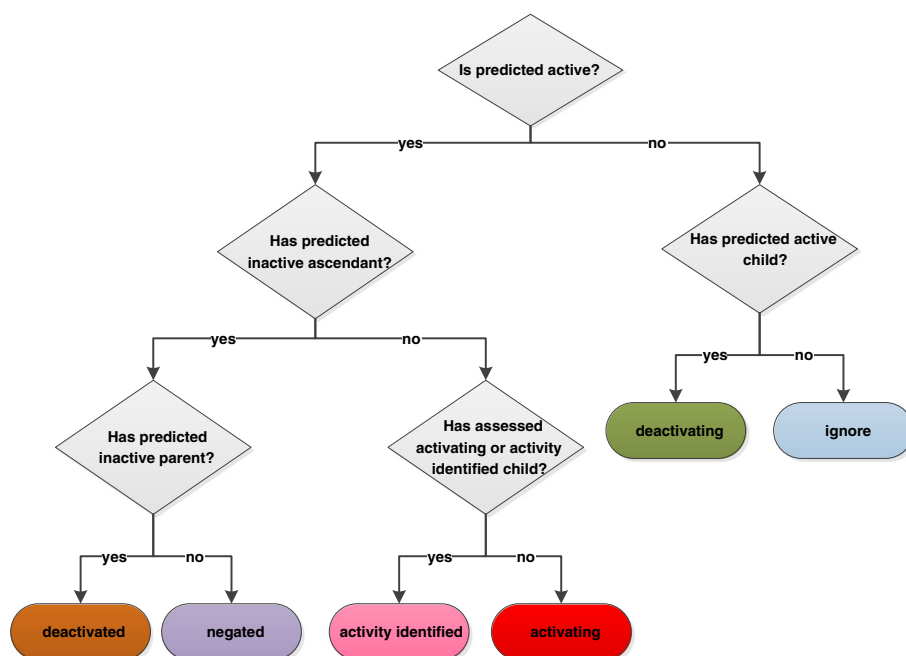 Is predicted active?
yes
no
Has predicted
inactive ascendant?
Has predicted active
child?
yes
no
yes
no
Has predicted
inactive parent?
Has assessed
activating or activity
identified child?
deactivating
ignore
yes
no
yes
no
deactivated
negated
activity identified
activating